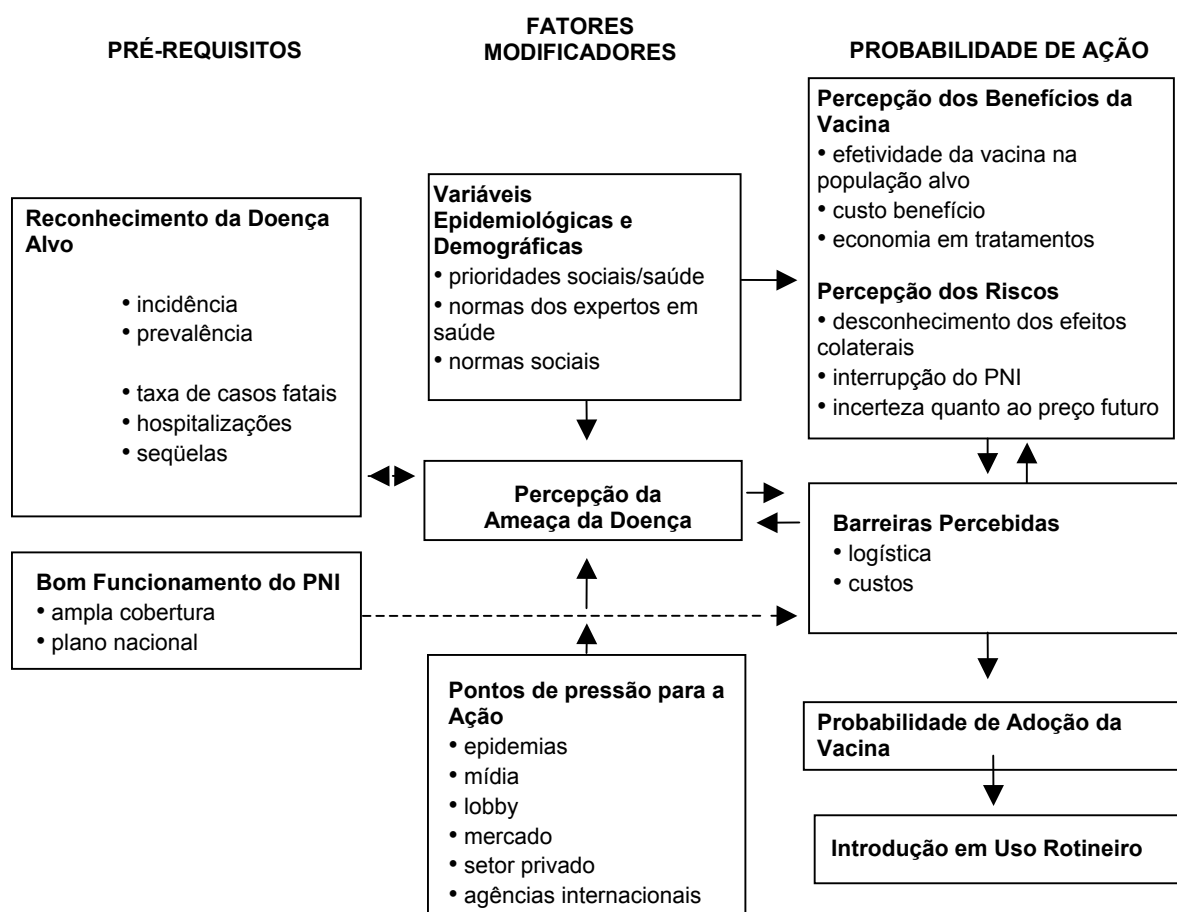 PRÉ-REQUISITOS
FATORES
MODIFICADORES
PROBABILIDADE DE AÇÃO
Reconhecimento da Doença
Alvo
• incidência
• prevalência
• taxa de casos fatais
• hospitalizações
• seqüelas
Bom Funcionamento do PNI
• ampla cobertura
• plano nacional
Variáveis
Epidemiológicas e
Demográficas
• prioridades sociais/saúde
• normas dos expertos em
saúde
• normas sociais
Percepção da
Ameaça da Doença
Pontos de pressão para a
Ação
• epidemias
• mídia
• lobby
• mercado
• setor privado
• agências internacionais
Percepção dos Benefícios da
Vacina
• efetividade da vacina na
população alvo
• custo benefício
• economia em tratamentos
Percepção dos Riscos
• desconhecimento dos efeitos
colaterais
• interrupção do PNI
• incerteza quanto ao preço futuro
Barreiras Percebidas
• logística
• custos
Probabilidade de Adoção da
Vacina
Introdução em Uso Rotineiro